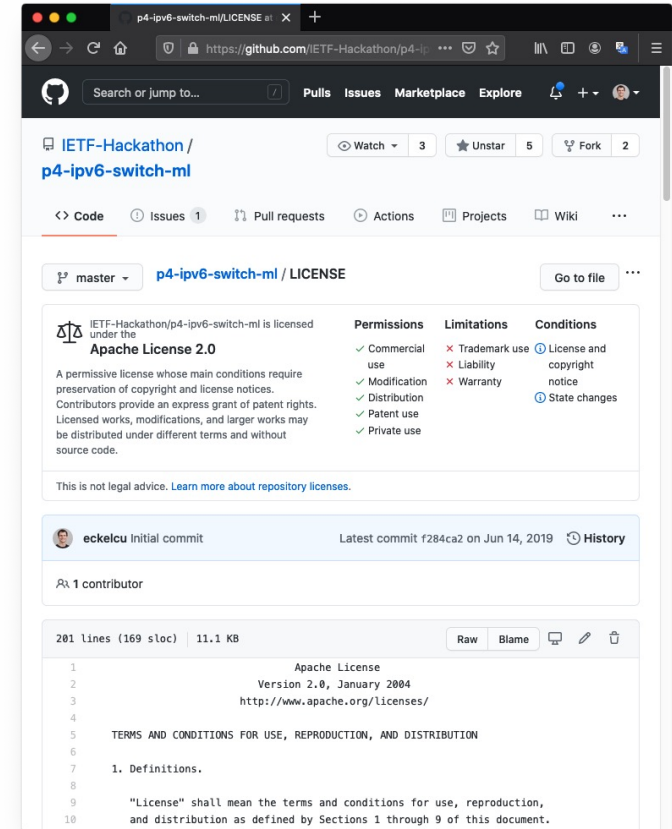 p4-ipv6-switch-ml/LICENSE at
https://github.com/IETF-Hackathon/p4-ip
Search or jump to...
/
Pulls Issues Marketplace Explore
IETF-Hackathon /
p4-ipv6-switch-ml
Watch 3
Unstar 5
Fork 2
Code
Issues 1
Pull requests
Actions
Projects
Wiki
master
p4-ipv6-switch-ml / LICENSE
Go to file
IETF-Hackathon/p4-ipv6-switch-ml is licensed
under the
Apache License 2.0
A permissive license whose main conditions require
preservation of copyright and license notices.
Contributors provide an express grant of patent rights.
Licensed works, modifications, and larger works may
be distributed under different terms and without
source code.
Permissions
Commercial
use
Modification
Distribution
Patent use
Private use
Limitations
Trademark use
Liability
Warranty
Conditions
License and
copyright
notice
State changes
This is not legal advice. Learn more about repository licenses.
eckelcu Initial commit
Latest commit f284ca2 on Jun 14, 2019
History
1 contributor
201 lines (169 sloc) 11.1 KB
Raw
Blame
1 Apache License
2 Version 2.0, January 2004
3 http://www.apache.org/licenses/
4
5 TERMS AND CONDITIONS FOR USE, REPRODUCTION, AND DISTRIBUTION
6
7 1. Definitions.
8
9 "License" shall mean the terms and conditions for use, reproduction,
10 and distribution as defined by Sections 1 through 9 of this document.